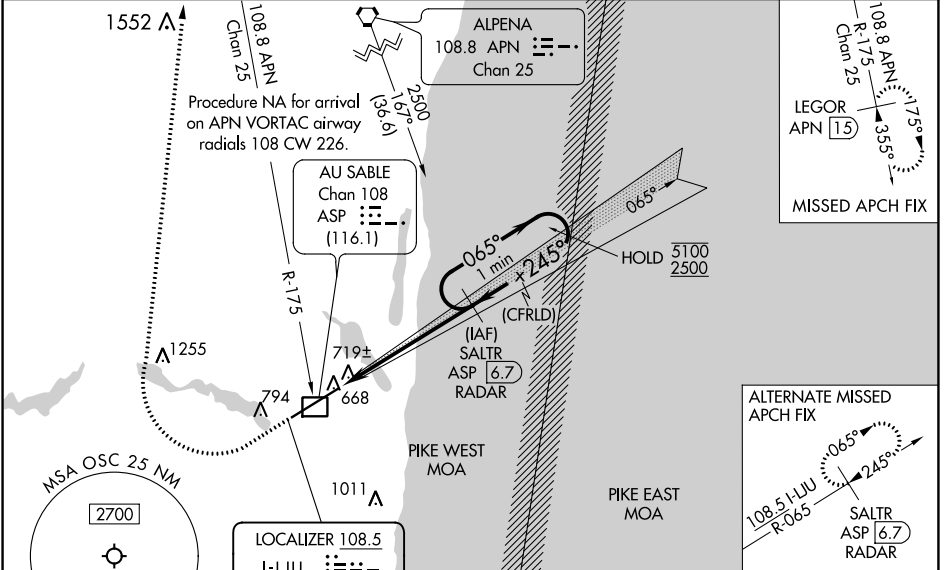 1552
108.8 APN
Chan 25
R-175
Procedure NA for arrival
on APN VORTAC airway
radials 108 CW 226.
ALPENA
108.8 APN
Chan 25
2500
167°
(36.6)
AU SABLE
Chan 108
ASP
(116.1)
065°
1 min
+245°
N
(CFRLD)
065°
HOLD
5100
2500
(IAF)
SALTR
ASP 6.7
RADAR
1255
719±
668
794
1011
PIKE WEST
MOA
PIKE EAST
MOA
MSA OSC 25 NM
2700
LOCALIZER 108.5
I-LJU
108.8 APN
R-175
Chan 25
LEGOR
APN 15
175°
355°
MISSED APCH FIX
ALTERNATE MISSED
APCH FIX
065°
245°
108.5 I-LJU
R-065
SALTR
ASP 6.7
RADAR